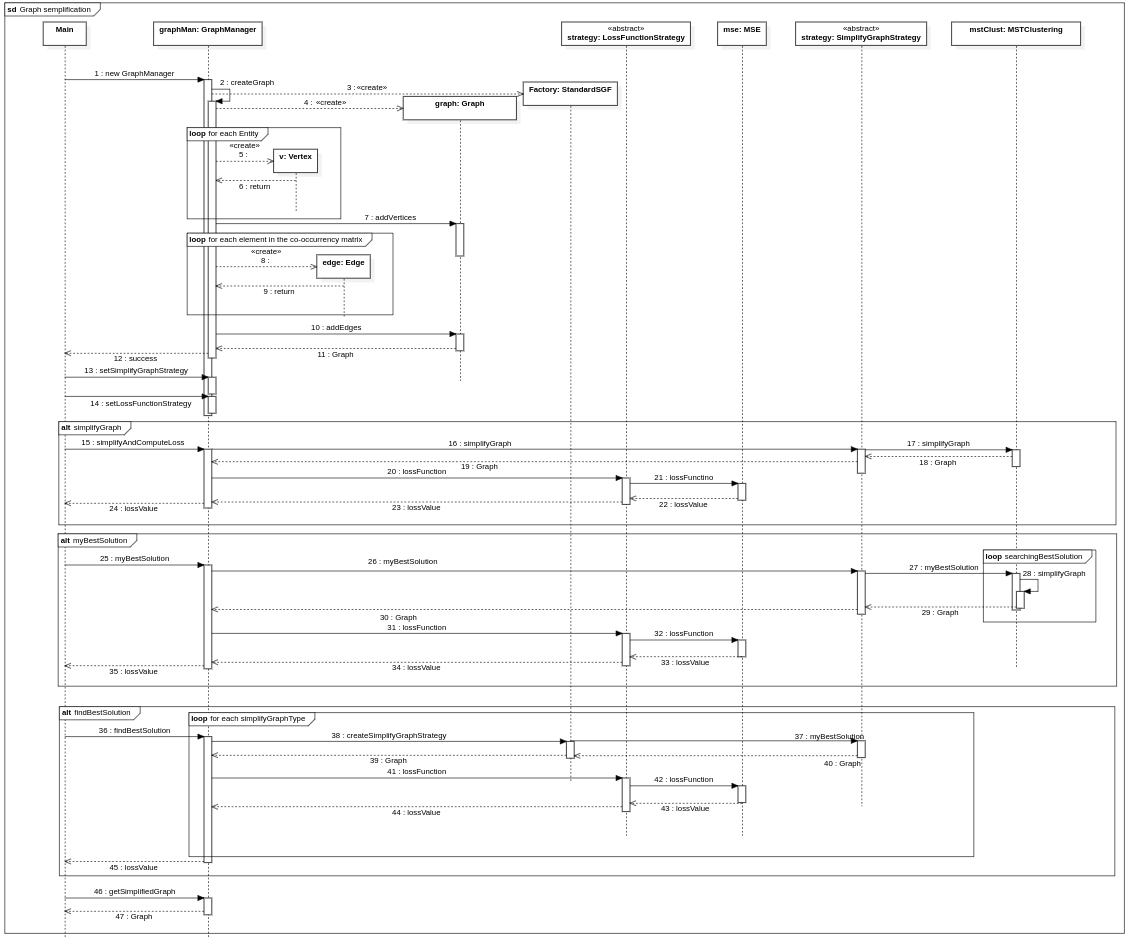 sd Graph semplification
Main
graphMan: GraphManager
«abstract»
strategy: LossFunctionStrategy
mse: MSE
«abstract»
strategy: SimplifyGraphStrategy
mstClust: MSTClustering
1 : new GraphManager
2 : createGraph
3 :«create»
Factory: StandardSGF
4 : «create»
graph: Graph
loop for each Entity
«create»
5 :
v: Vertex
6 : return
7 : addVertices
loop for each element in the co-occurrency matrix
«create»
8 :
edge: Edge
9 : return
10 : addEdges
11 : Graph
12 : success
13 : setSimplifyGraphStrategy
14 : setLossFunctionStrategy
alt simplifyGraph
15 : simplifyAndComputeLoss
16 : simplifyGraph
17 : simplifyGraph
18 : Graph
19 : Graph
20 : lossFunction
21 : lossFunctino
22 : lossValue
23 : lossValue
24 : lossValue
alt myBestSolution
25 : myBestSolution
26 : myBestSolution
loop searchingBestSolution
27 : myBestSolution
28 : simplifyGraph
29 : Graph
30 : Graph
31 : lossFunction
32 : lossFunction
33 : lossValue
34 : lossValue
35 : lossValue
alt findBestSolution
loop for each simplifyGraphType
36 : findBestSolution
38 : createSimplifyGraphStrategy
37 : myBestSolution
39 : Graph
40 : Graph
41 : lossFunction
42 : lossFunction
43 : lossValue
44 : lossValue
45 : lossValue
46 : getSimplifiedGraph
47 : Graph